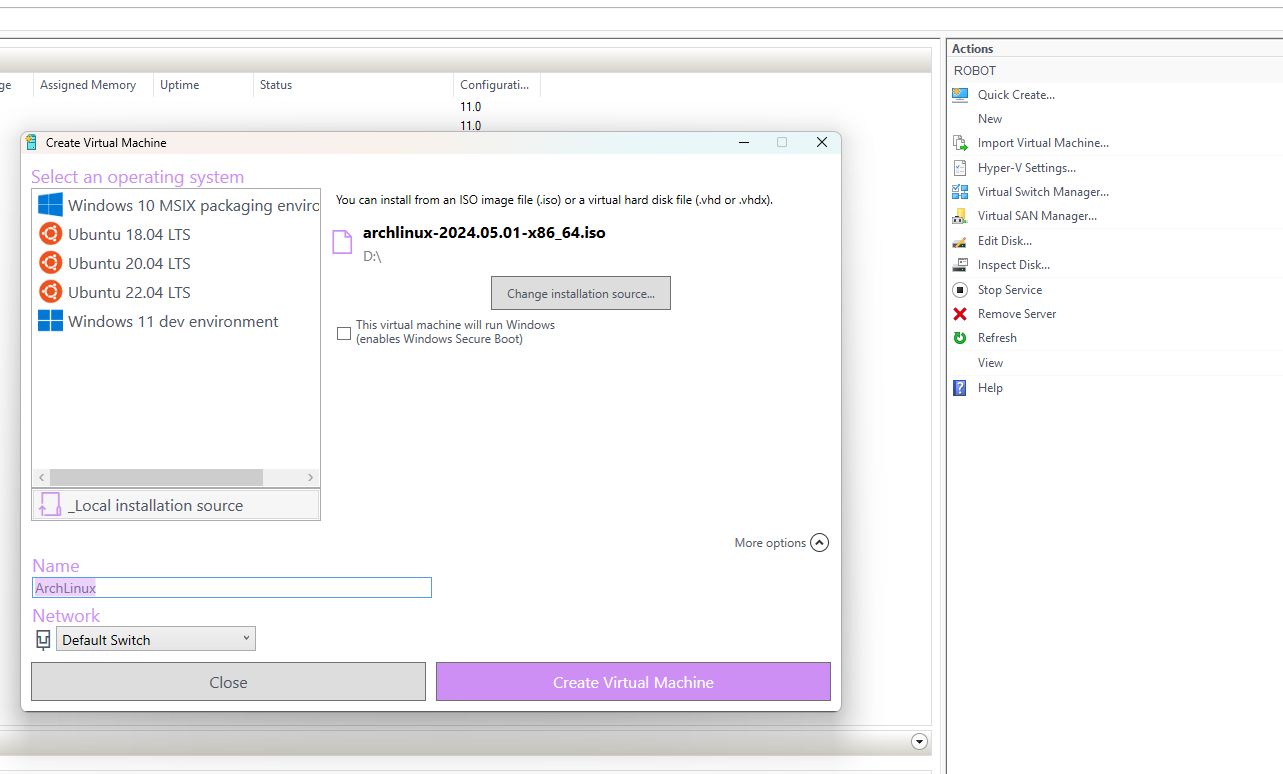 ge
Assigned Memory
Uptime
Status
Configurati...
11.0
11.0
Create Virtual Machine
Select an operating system
Windows 10 MSIX packaging enviro
Ubuntu 18.04 LTS
Ubuntu 20.04 LTS
Ubuntu 22.04 LTS
Windows 11 dev environment
_Local installation source
You can install from an ISO image file (.iso) or a virtual hard disk file (.vhd or .vhdx).
archlinux-2024.05.01-x86_64.iso
D:\
Change installation source...
This virtual machine will run Windows
(enables Windows Secure Boot)
More options
Name
ArchLinux
Network
Default Switch
Close
Create Virtual Machine
Actions
ROBOT
Quick Create...
New
Import Virtual Machine...
Hyper-V Settings...
Virtual Switch Manager...
Virtual SAN Manager...
Edit Disk...
Inspect Disk...
Stop Service
Remove Server
Refresh
View
Help